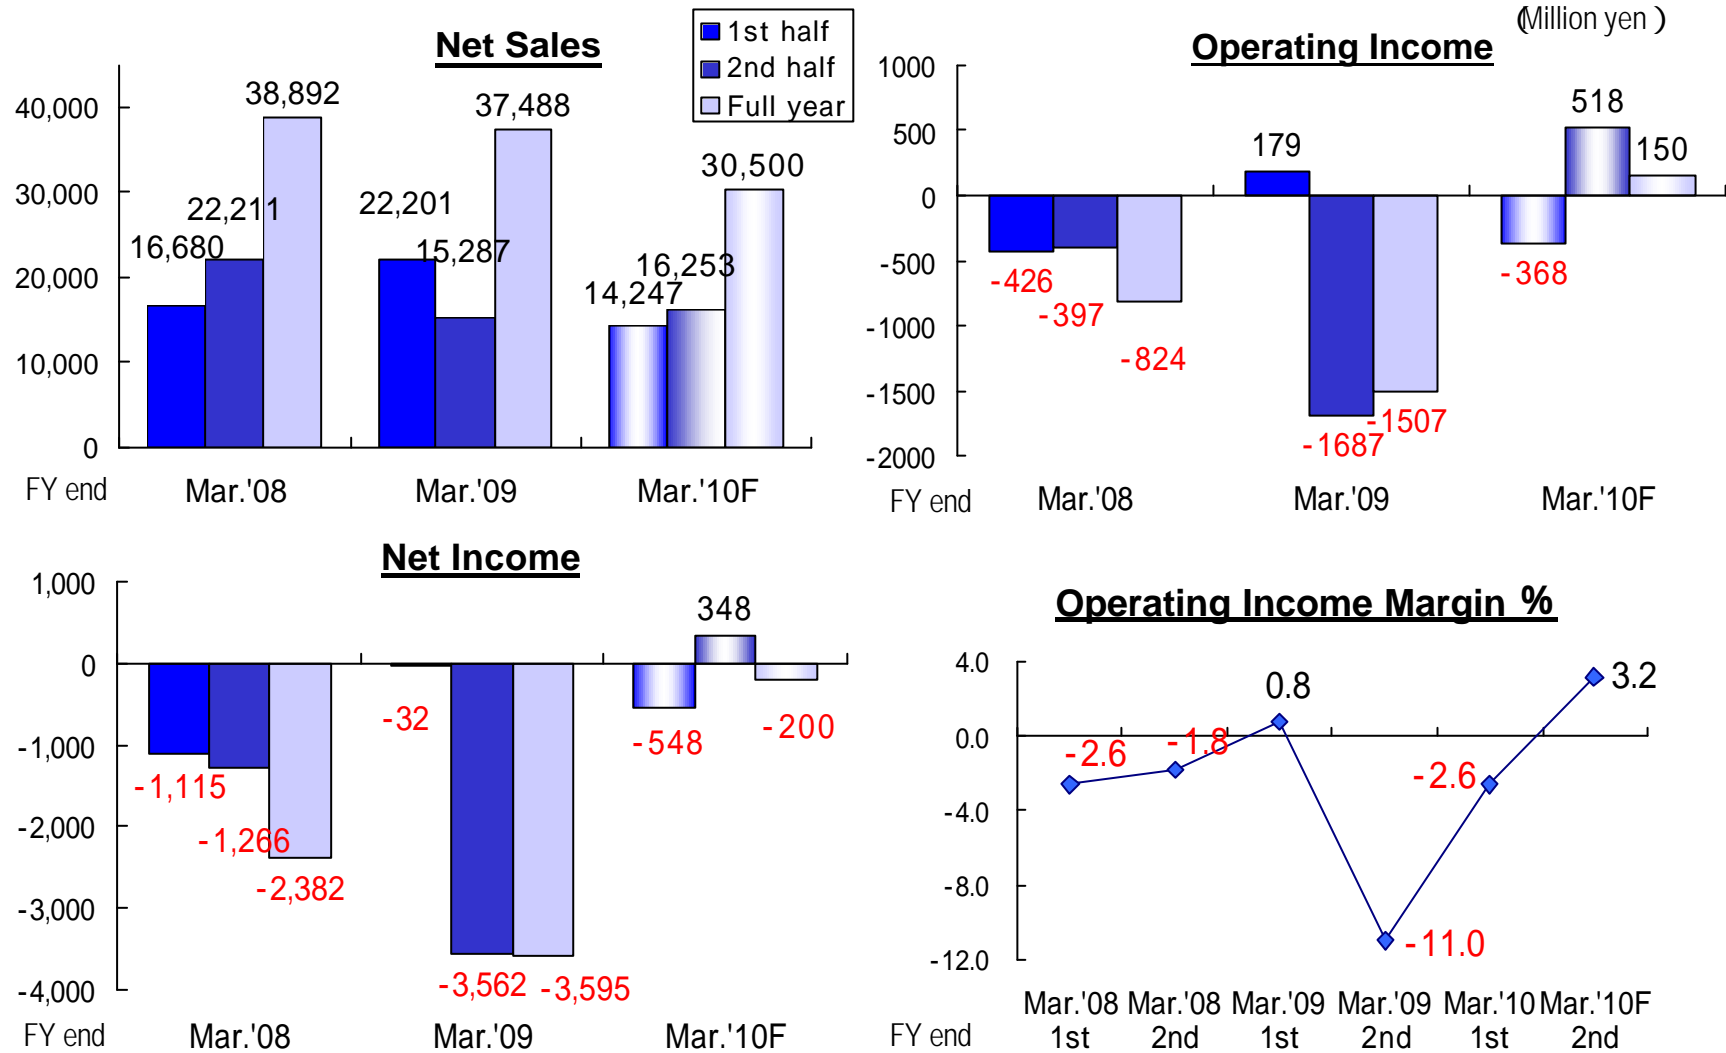 (Million yen )
Net Sales
1st half
2nd half
Full year
40,000
30,000
20,000
10,000
0
16,680
22,211
38,892
22,201
15,287
37,488
14,247
16,253
30,500
FY end
Mar.'08
Mar.'09
Mar.'10F
Operating Income
1000
500
0
-500
-1000
-1500
-2000
-426
-397
-824
179
-1687
-1507
-368
518
150
FY end
Mar.'08
Mar.'09
Mar.'10F
Net Income
1,000
0
-1,000
-2,000
-3,000
-4,000
-1,115
-1,266
-2,382
-32
-3,562
-3,595
-548
348
-200
FY end
Mar.'08
Mar.'09
Mar.'10F
Operating Income Margin %
4.0
0.0
-4.0
-8.0
-12.0
-2.6
-1.8
0.8
-11.0
-2.6
3.2
FY end
Mar.'08 1st
Mar.'08 2nd
Mar.'09 1st
Mar.'09 2nd
Mar.'10 1st
Mar.'10F 2nd